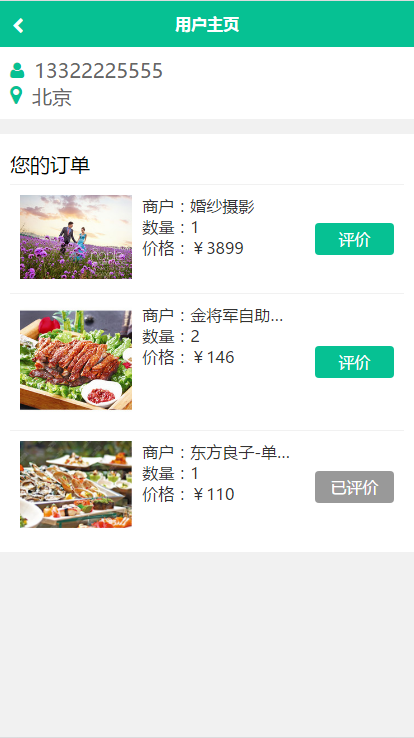 用户主页
13322225555
北京
您的订单
商户：婚纱摄影
数量：1
价格：￥3899
评价
商户：金将军自助...
数量：2
价格：￥146
评价
商户：东方良子-单...
数量：1
价格：￥110
已评价